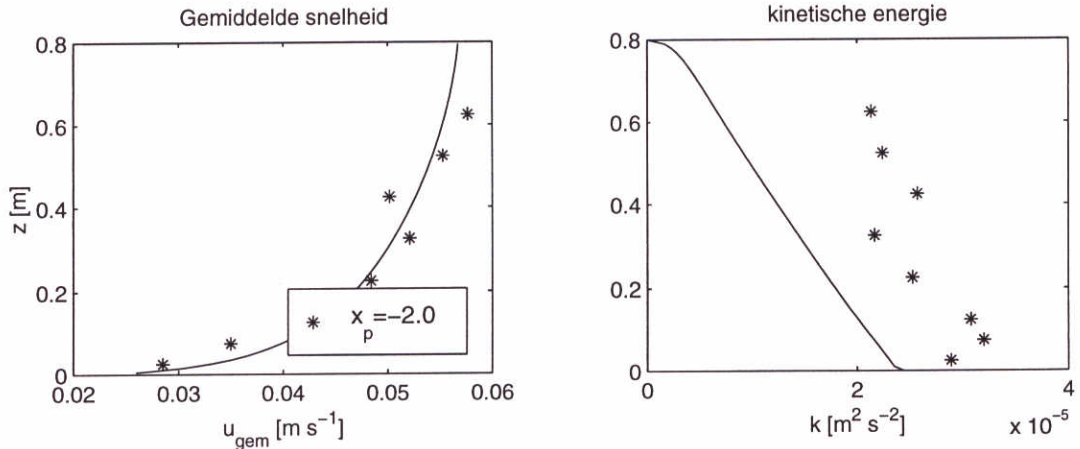 Gemiddelde snelheid
0.8
0.6
0.4
0.2
0
z [m]
x_p=−2.0
0.02
0.03
0.04
0.05
0.06
u_gem [m s⁻¹]
kinetische energie
0.8
0.6
0.4
0.2
0
0
2
4
k [m² s⁻²]
x 10⁻⁵